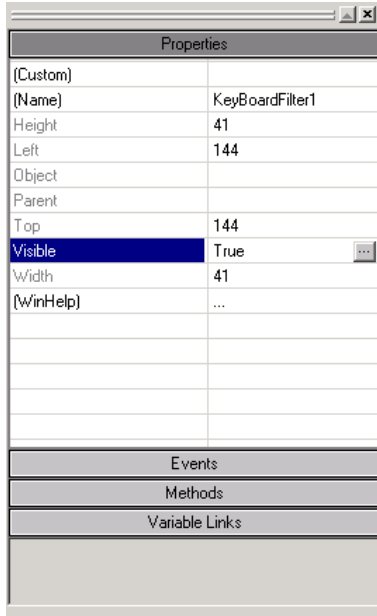 Properties
(Custom)
(Name) KeyBoardFilter1
Height 41
Left 144
Object
Parent
Top 144
Visible True ...
Width 41
(WinHelp) ...
Events
Methods
Variable Links